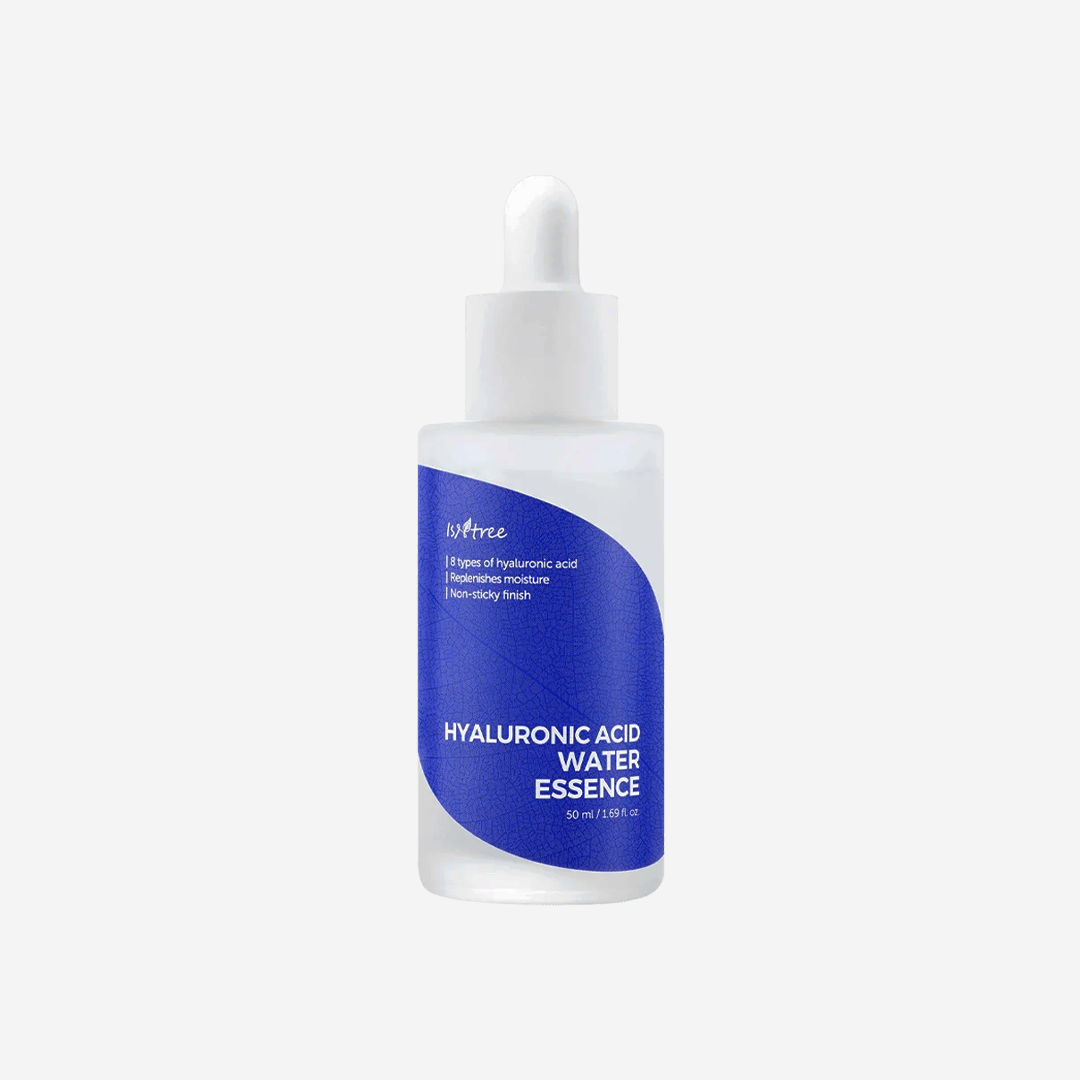 Isntree
8 types of hyaluronic acid
Replenishes moisture
Non-sticky finish
HYALURONIC ACID
WATER
ESSENCE
50 ml / 1.69 fl. oz.